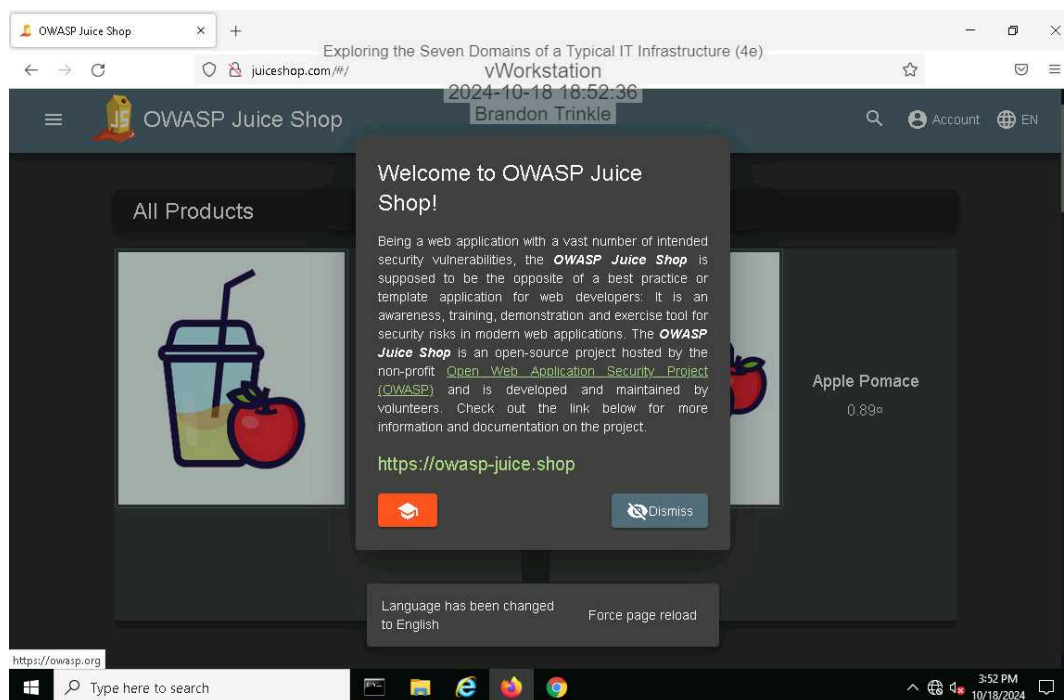 OWASP Juice Shop
Exploring the Seven Domains of a Typical IT Infrastructure (4e)
juiceshop.com/#/
vWorkstation
2024-10-18 18:52:36
Brandon Trinkle
JS
OWASP Juice Shop
Account
EN
All Products
Welcome to OWASP Juice
Shop!
Being a web application with a vast number of intended
security vulnerabilities, the OWASP Juice Shop is
supposed to be the opposite of a best practice or
template application for web developers: It is an
awareness, training, demonstration and exercise tool for
security risks in modern web applications. The OWASP
Juice Shop is an open-source project hosted by the
non-profit Open Web Application Security Project
(OWASP) and is developed and maintained by
volunteers. Check out the link below for more
information and documentation on the project.
https://owasp-juice.shop
Dismiss
Apple Pomace
0.89¤
Language has been changed
to English
Force page reload
https://owasp.org
Type here to search
3:52 PM
10/18/2024